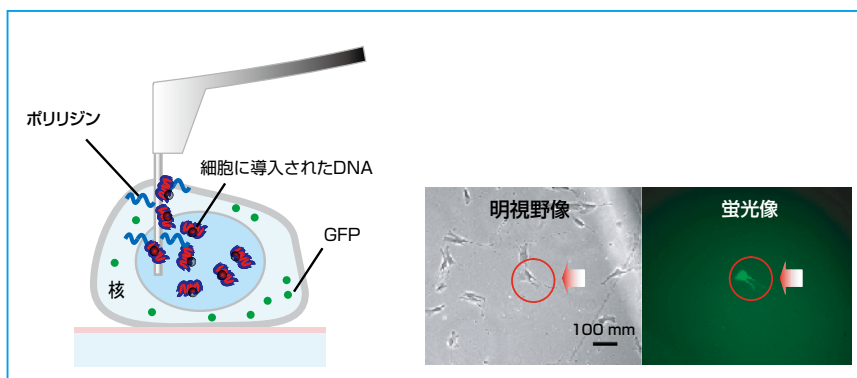 ポリリジン
細胞に導入されたDNA
GFP
核
明視野像
蛍光像
100 mm